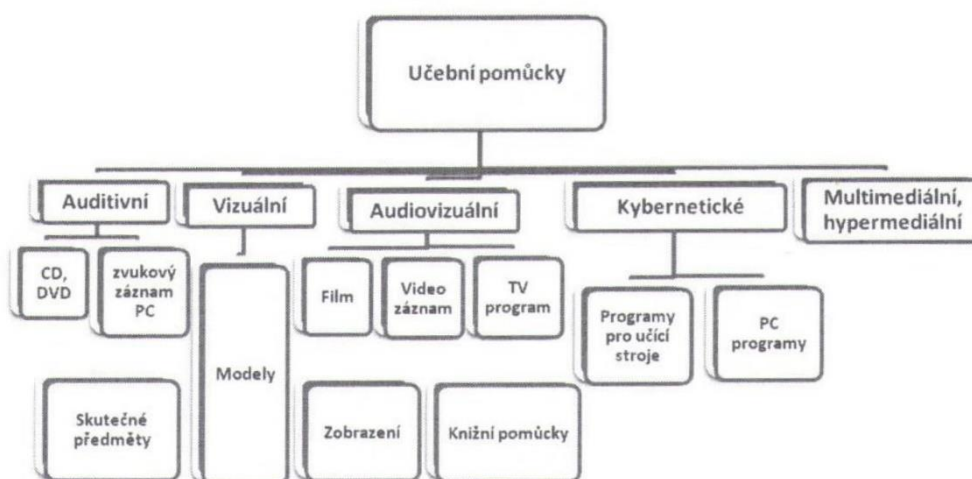 Učební pomůcky
Auditivní
Vizuální
Audiovizuální
Kybernetické
Multimediální,
hypermediální
CD,
DVD
zvukový
záznam
PC
Modely
Film
Video
záznam
TV
program
Programy
pro učící
stroje
PC
programy
Skutečné
předměty
Zobrazení
Knižní pomůcky